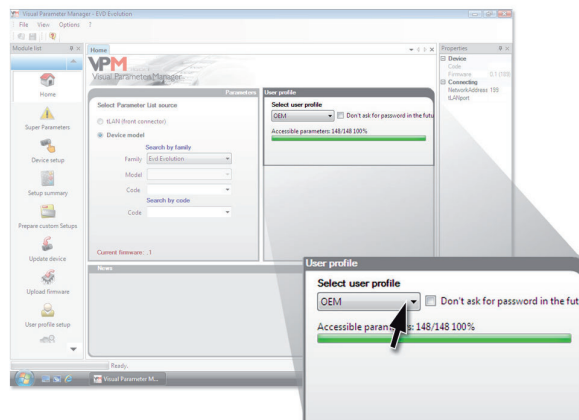 Visual Parameter Manager - EVD Evolution
File View Options ?
Module list
Home
Super Parameters
Device setup
Setup summary
Prepare custom Setups
Update device
Upload firmware
User profile setup
Home
VPM
Visual Parameters Manager
Parameters
Select Parameter List source
tLAN (front connector)
Device model
Search by family
Family Evd Evolution
Model
Code
Search by code
Code
Current firmware: .1
News
User profile
Select user profile
OEM Don't ask for password in the futu
Accessible parameters: 148/148 100%
Properties
Device
Code
Firmware
Connecting
NetworkAddress 199
tLANport
Ready.
Visual Parameter M...
User profile
Select user profile
OEM Don't ask for password in the fut
Accessible param s: 148/148 100%